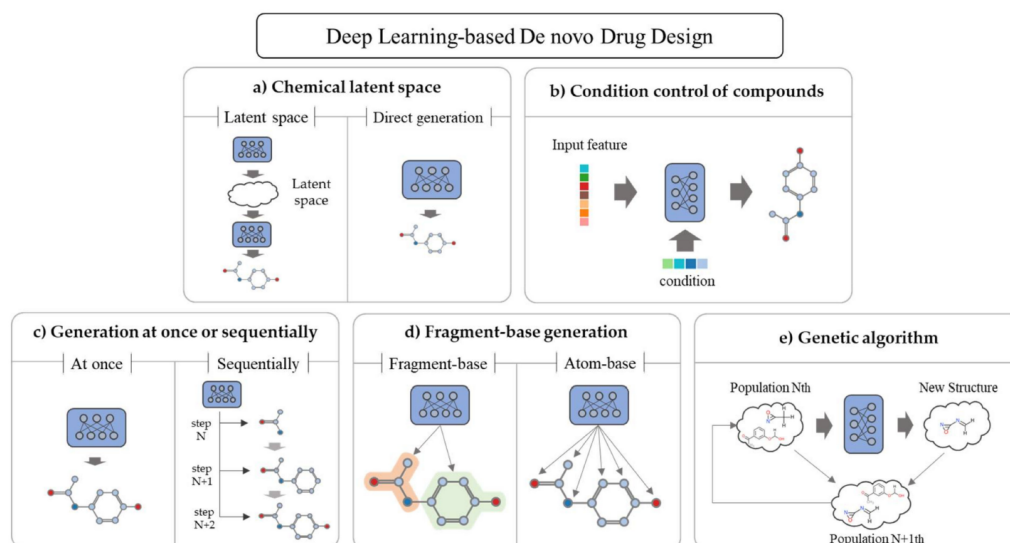 Deep Learning-based De novo Drug Design
a) Chemical latent space
Latent space
Direct generation
Latent
space
b) Condition control of compounds
Input feature
condition
c) Generation at once or sequentially
At once
Sequentially
step
N
step
N+1
step
N+2
d) Fragment-base generation
Fragment-base
Atom-base
e) Genetic algorithm
Population Nth
New Structure
Population N+1th